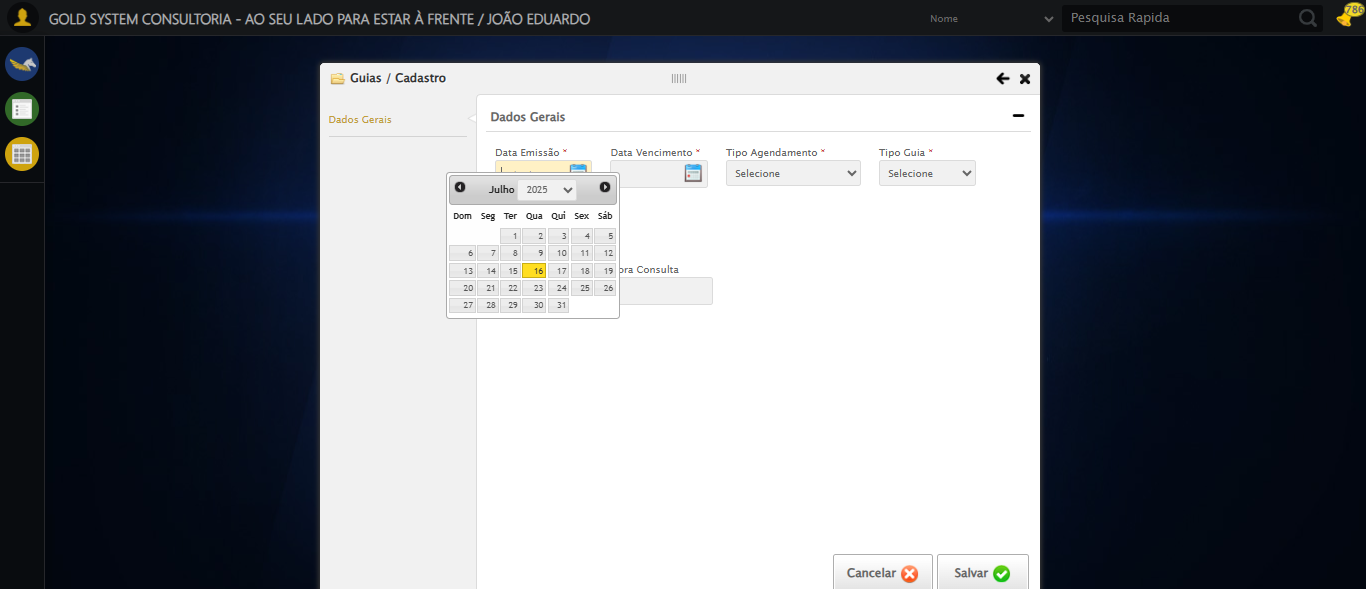 GOLD SYSTEM CONSULTORIA - AO SEU LADO PARA ESTAR À FRENTE / JOÃO EDUARDO
Nome
Pesquisa Rapida
786
Guias / Cadastro
Dados Gerais
Dados Gerais
Data Emissão * Data Vencimento * Tipo Agendamento * Tipo Guia *
Selecione Selecione
Julho 2025
Dom Seg Ter Qua Qui Sex Sáb
1 2 3 4 5
6 7 8 9 10 11 12
13 14 15 16 17 18 19
20 21 22 23 24 25 26
27 28 29 30 31
ora Consulta
Cancelar Salvar